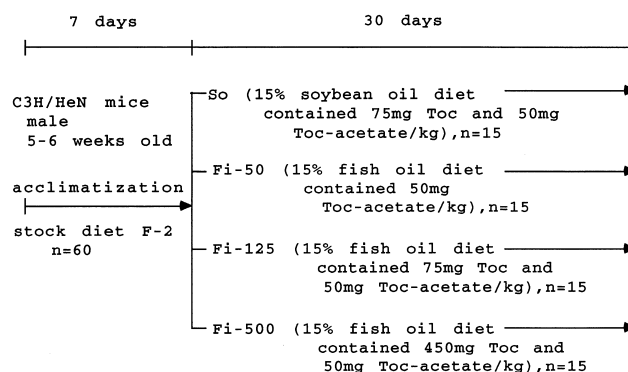 7 days
30 days
C3H/HeN mice
male
5-6 weeks old
acclimatization
stock diet F-2
n=60
So (15% soybean oil diet
contained 75mg Toc and 50mg
Toc-acetate/kg),n=15
Fi-50 (15% fish oil diet
contained 50mg
Toc-acetate/kg),n=15
Fi-125 (15% fish oil diet
contained 75mg Toc and
50mg Toc-acetate/kg),n=15
Fi-500 (15% fish oil diet
contained 450mg Toc and
50mg Toc-acetate/kg),n=15